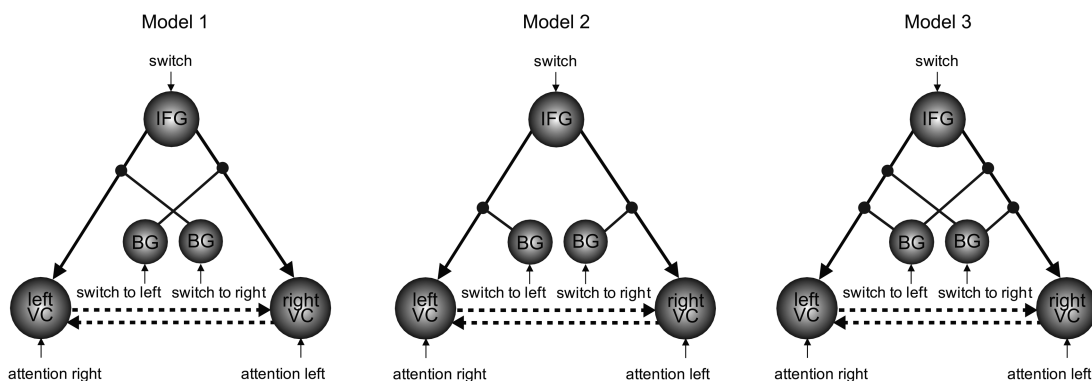 Model 1
Model 2
Model 3
switch
switch
switch
IFG
IFG
IFG
BG
BG
BG
BG
BG
BG
switch to left
switch to right
switch to left
switch to right
switch to left
switch to right
left
VC
right
VC
left
VC
right
VC
left
VC
right
VC
attention right
attention left
attention right
attention left
attention right
attention left